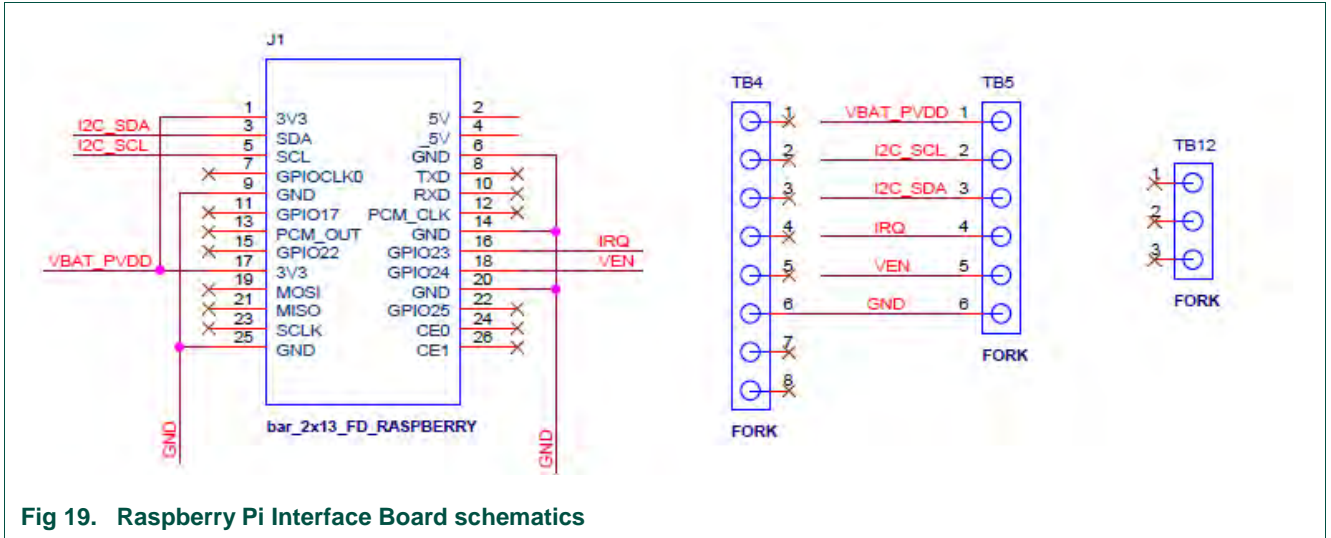 J1
1 3V3 5V 2
I2C_SDA 3 SDA _5V 4
I2C_SCL 5 SCL GND 6
7 GPIOCLK0 TXD 8
9 GND RXD 10
11 GPIO17 PCM_CLK 12
13 PCM_OUT GND 14
15 GPIO22 GPIO23 16 IRQ
VBAT_PVDD 17 3V3 GPIO24 18 VEN
19 MOSI GND 20
21 MISO GPIO25 22
23 SCLK CE0 24
25 GND CE1 26
GND
GND
bar_2x13_FD_RASPBERRY
TB4
1
2
3
4
5
6
7
8
FORK
TB5
VBAT_PVDD 1
I2C_SCL 2
I2C_SDA 3
IRQ 4
VEN 5
GND 6
FORK
TB12
1
2
3
FORK
Fig 19. Raspberry Pi Interface Board schematics